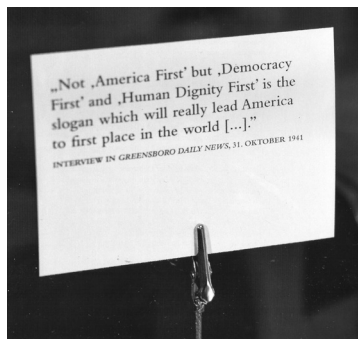 „Not ‚America First’ but ‚Democracy
First’ and ‚Human Dignity First’ is the
slogan which will really lead America
to first place in the world [...].”
INTERVIEW IN GREENSBORO DAILY NEWS, 31. OKTOBER 1941